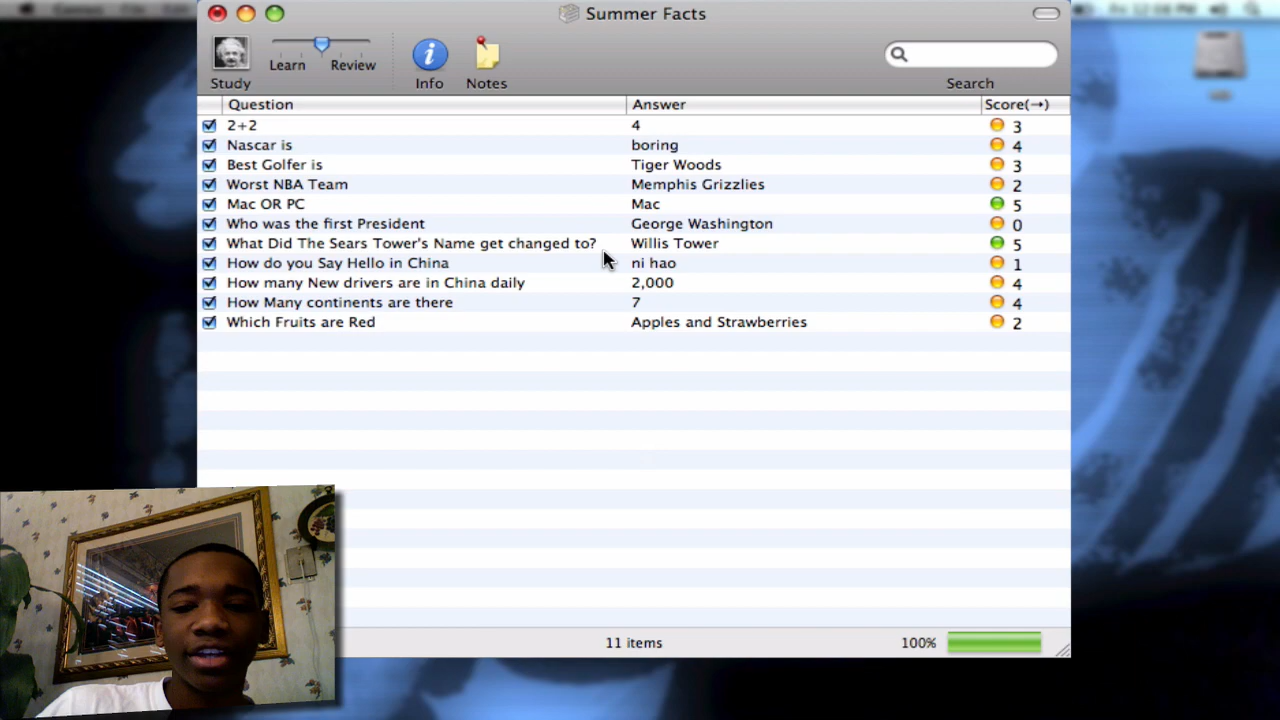 Summer Facts
Learn Review
Study Info Notes Search
Question Answer Score(→)
2+2 4 3
Nascar is boring 4
Best Golfer is Tiger Woods 3
Worst NBA Team Memphis Grizzlies 2
Mac OR PC Mac 5
Who was the first President George Washington 0
What Did The Sears Tower's Name get changed to? Willis Tower 5
How do you Say Hello in China ni hao 1
How many New drivers are in China daily 2,000 4
How Many continents are there 7 4
Which Fruits are Red Apples and Strawberries 2
11 items 100%